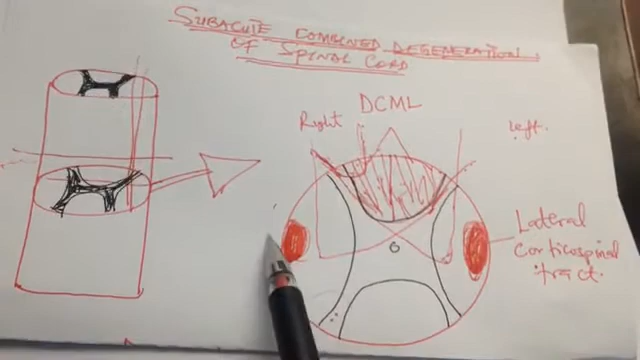 SUBACUTE COMBINED DEGENERATION
OF SPINAL CORD
DCML
Right
left.
Lateral
Corticospinal
tract.